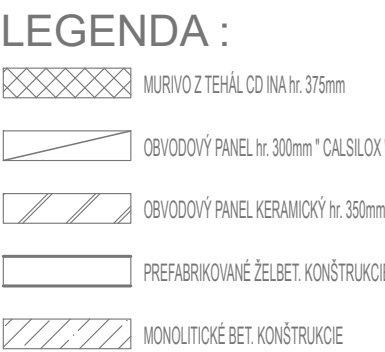 LEGENDA :
MURIVO Z TEHÁL CD INA hr. 375mm
OBVODOVÝ PANEL hr. 300mm " CALSILOX "
OBVODOVÝ PANEL KERAMICKÝ hr. 350mm
PREFABRIKOVANÉ ŽELBET. KONŠTRUKCIE
MONOLITICKÉ BET. KONŠTRUKCIE